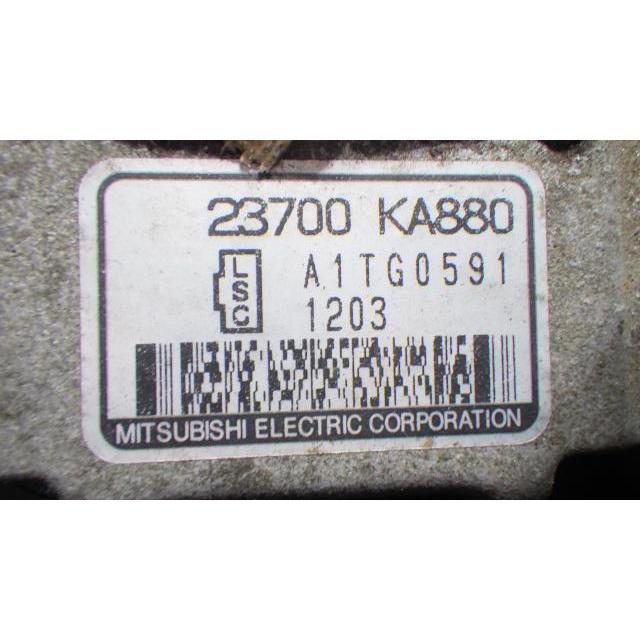 23700 KA880
LSC A1TG0591
1203
MITSUBISHI ELECTRIC CORPORATION